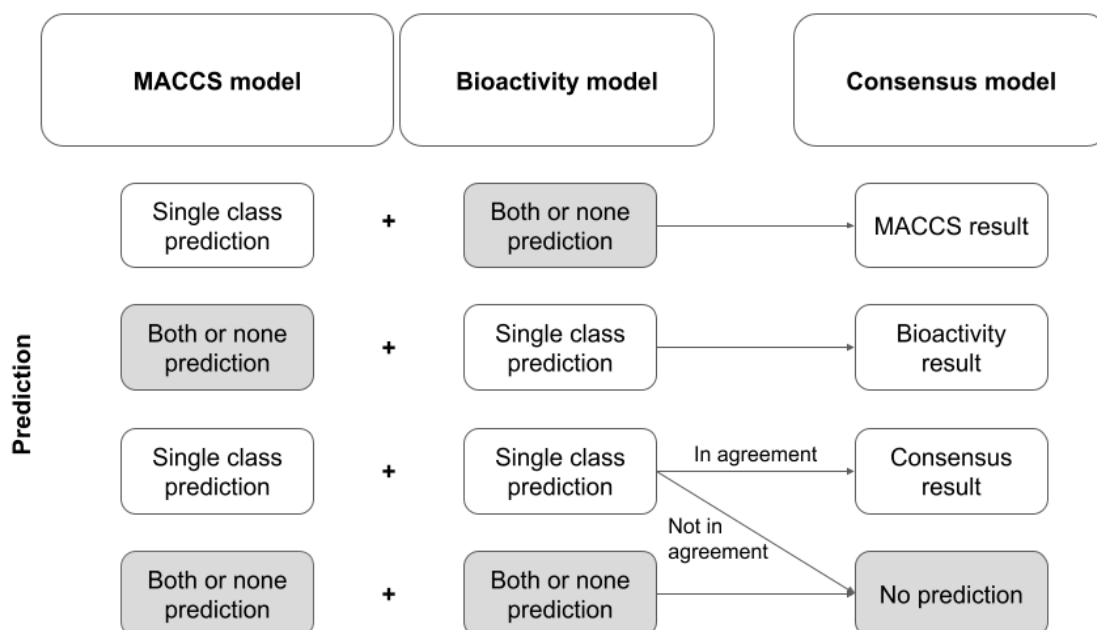 MACCS model
Bioactivity model
Consensus model
Prediction
Single class
prediction
+
Both or none
prediction
MACCS result
Both or none
prediction
+
Single class
prediction
Bioactivity
result
Single class
prediction
+
Single class
prediction
In agreement
Consensus
result
Not in
agreement
Both or none
prediction
+
Both or none
prediction
No prediction